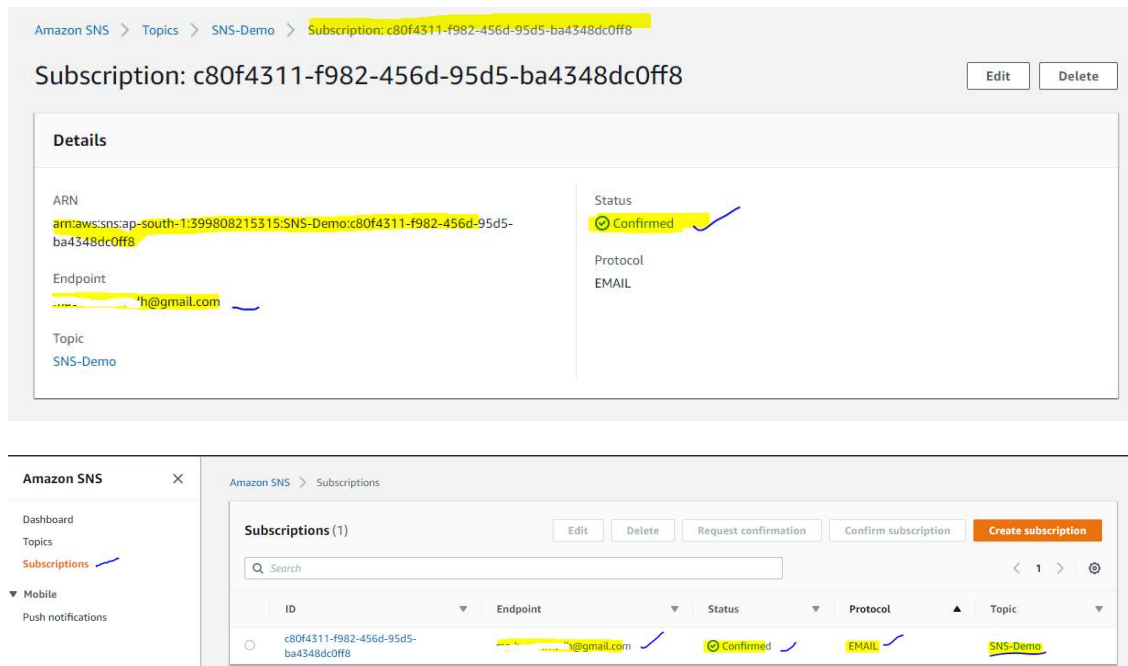 Amazon SNS > Topics > SNS-Demo > Subscription: c80f4311-f982-456d-95d5-ba4348dc0ff8
Subscription: c80f4311-f982-456d-95d5-ba4348dc0ff8
Edit
Delete
Details
ARN
arn:aws:sns:ap-south-1:399808215315:SNS-Demo:c80f4311-f982-456d-95d5-
ba4348dc0ff8
Endpoint
h@gmail.com
Topic
SNS-Demo
Status
Confirmed
Protocol
EMAIL
Amazon SNS
Dashboard
Topics
Subscriptions
Mobile
Push notifications
Amazon SNS > Subscriptions
Subscriptions (1)
Edit
Delete
Request confirmation
Confirm subscription
Create subscription
Search
< 1 >
ID Endpoint Status Protocol Topic
c80f4311-f982-456d-95d5-
ba4348dc0ff8
h@gmail.com
Confirmed
EMAIL
SNS-Demo